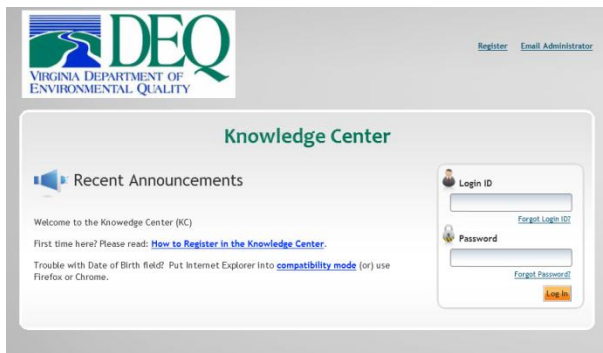 DEQ
VIRGINIA DEPARTMENT OF
ENVIRONMENTAL QUALITY
Register Email Administrator
Knowledge Center
Recent Announcements
Welcome to the Knowedge Center (KC)
First time here? Please read: How to Register in the Knowledge Center.
Trouble with Date of Birth field? Put Internet Explorer into compatibility mode (or) use
Firefox or Chrome.
Login ID
Forgot Login ID?
Password
Forgot Password?
Log in